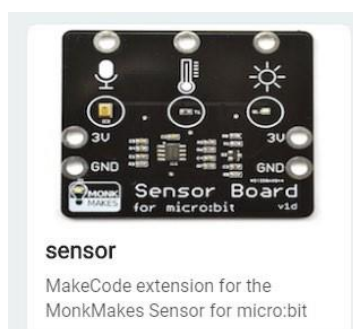 3V
3V
GND
GND
MONK
MAKES
Sensor Board
for micro:bit
v1d
sensor
MakeCode extension for the
MonkMakes Sensor for micro:bit